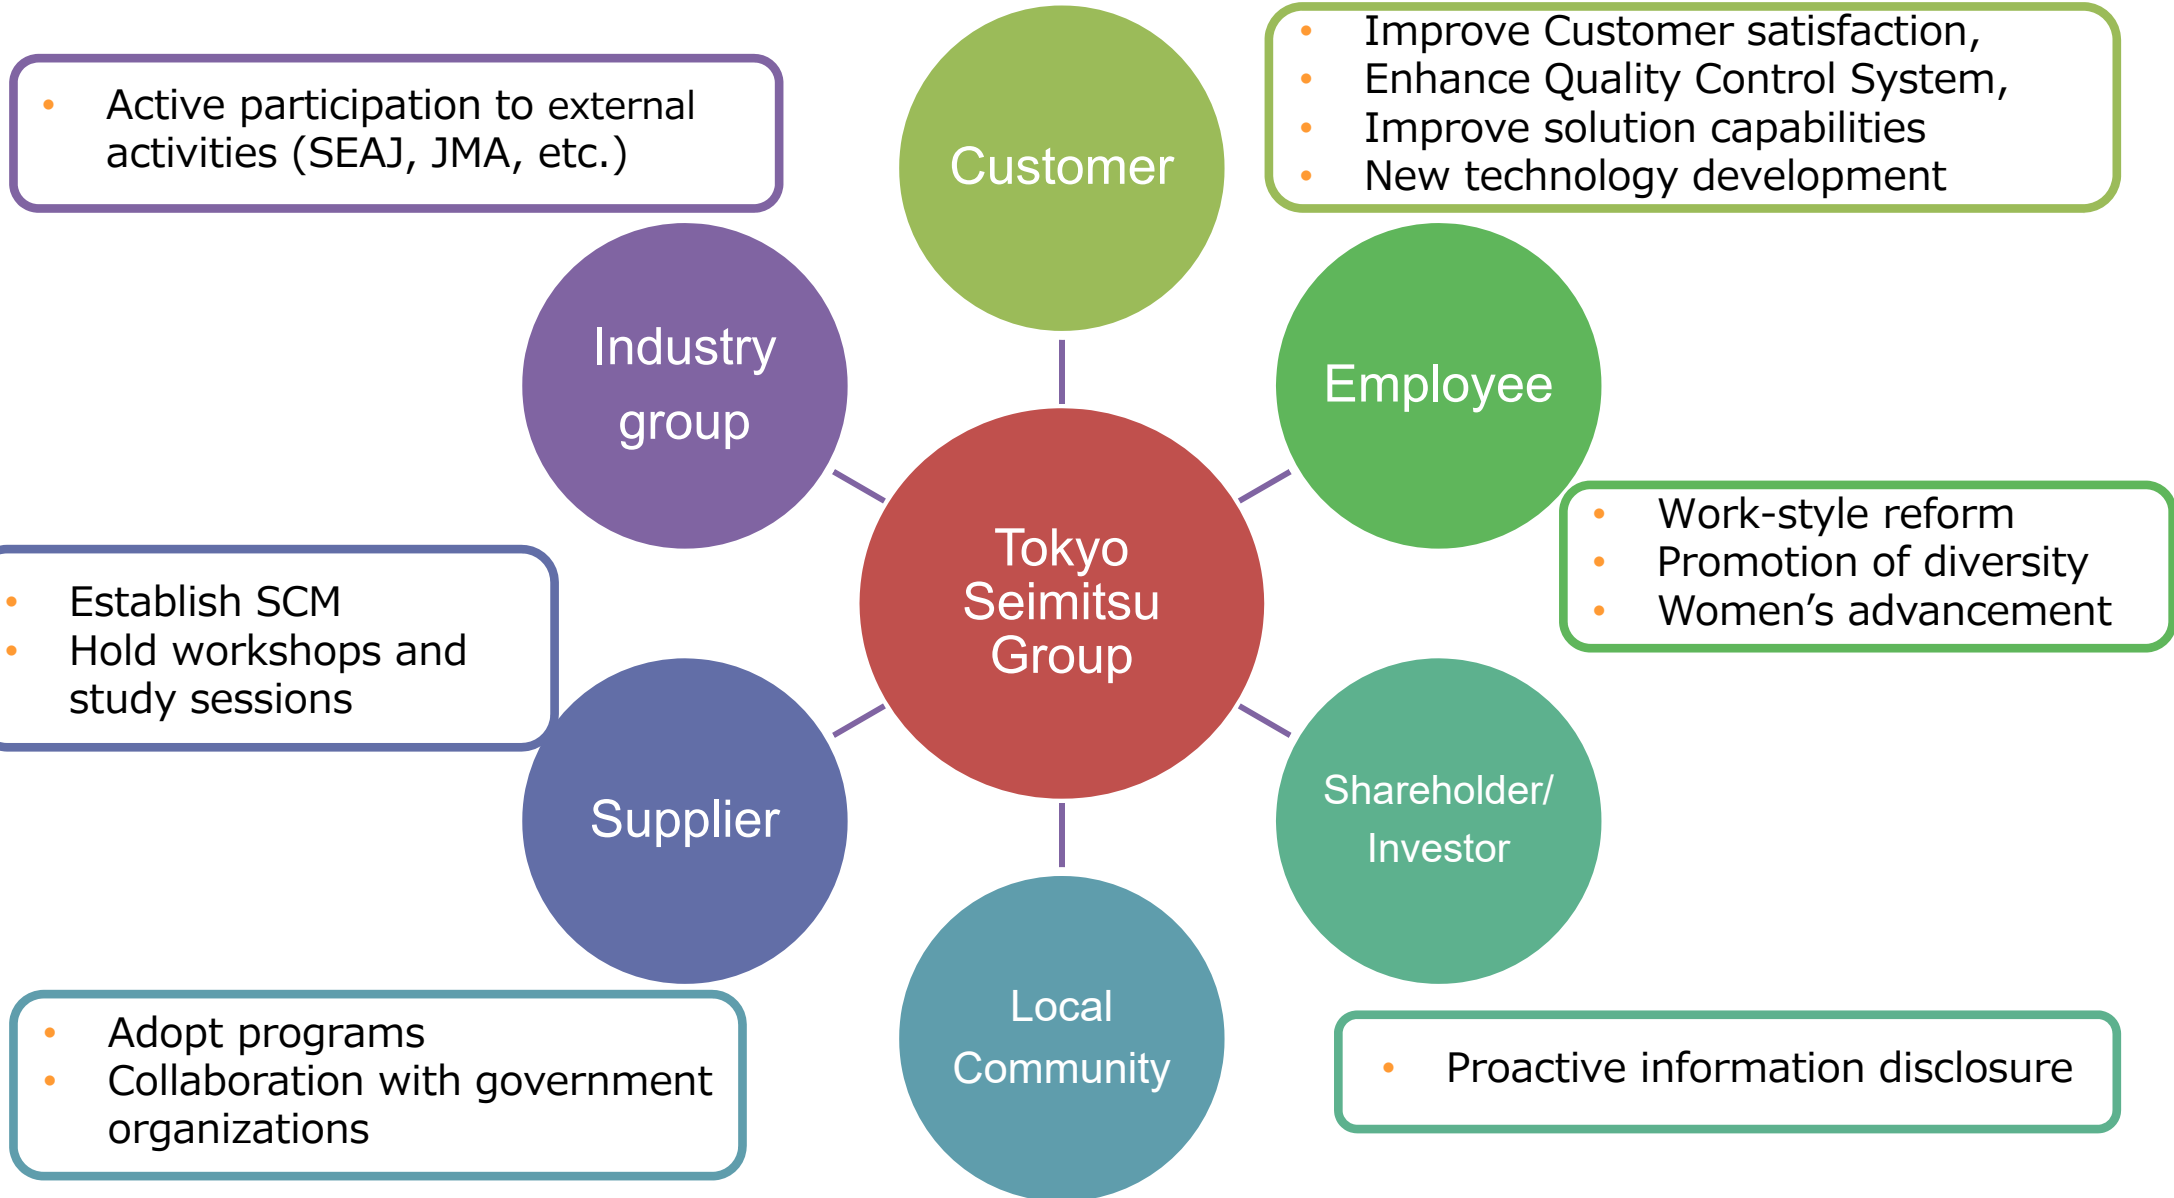 • Improve Customer satisfaction,
• Enhance Quality Control System,
• Improve solution capabilities
• New technology development
• Active participation to external
activities (SEAJ, JMA, etc.)
Customer
Industry
group
Employee
• Work-style reform
• Promotion of diversity
• Women’s advancement
Tokyo
Seimitsu
Group
• Establish SCM
• Hold workshops and
study sessions
Supplier
Shareholder/
Investor
Local
Community
• Adopt programs
• Collaboration with government
organizations
• Proactive information disclosure